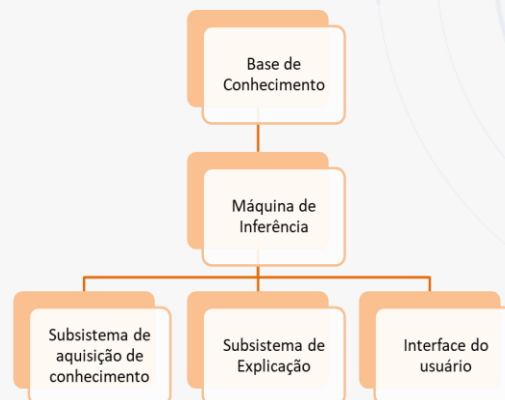 Base de
Conhecimento
Máquina de
Inferência
Subsistema de
aquisição de
conhecimento
Subsistema de
Explicação
Interface do
usuário